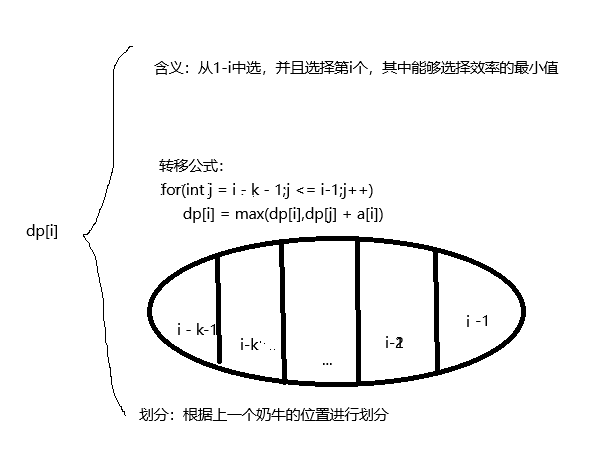 含义：从1-i中选，并且选择第i个，其中能够选择效率的最小值
转移公式：
for(int j = i - k - 1;j <= i-1;j++)
dp[i] = max(dp[i],dp[j] + a[i])
dp[i]
i - k-1
i-k
...
i-2
i -1
划分：根据上一个奶牛的位置进行划分